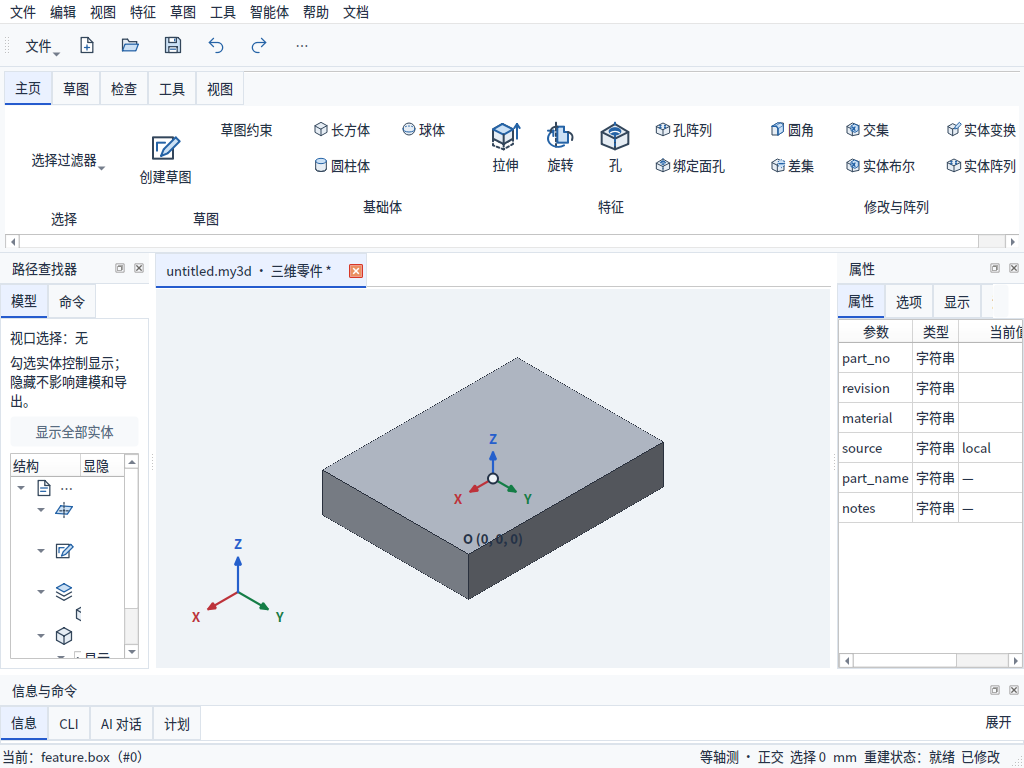 文件 编辑 视图 特征 草图 工具 智能体 帮助 文档
文件 ...
主页 草图 检查 工具 视图
选择过滤器
创建草图
草图约束
长方体 球体
圆柱体
拉伸 旋转 孔
孔阵列
绑定面孔
圆角 交集 实体变换
差集 实体布尔 实体阵列
选择 草图 基础体 特征 修改与阵列
路径查找器
模型 命令
视口选择：无
勾选实体控制显示；
隐藏不影响建模和导
出。
显示全部实体
结构 显隐
...
untitled.my3d · 三维零件 *
Z
X Y
O (0, 0, 0)
Z
X Y
属性
属性 选项 显示
参数 类型 当前值
part_no 字符串
revision 字符串
material 字符串
source 字符串 local
part_name 字符串 —
notes 字符串 —
信息与命令
信息 CLI AI 对话 计划
展开
当前：feature.box（#0）
等轴测 · 正交 选择 0 mm 重建状态：就绪 已修改